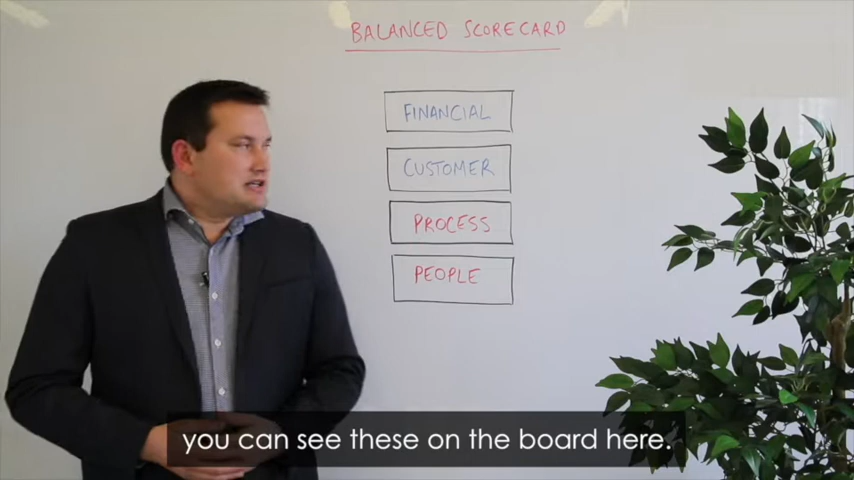 BALANCED SCORECARD
FINANCIAL
CUSTOMER
PROCESS
PEOPLE
you can see these on the board here.